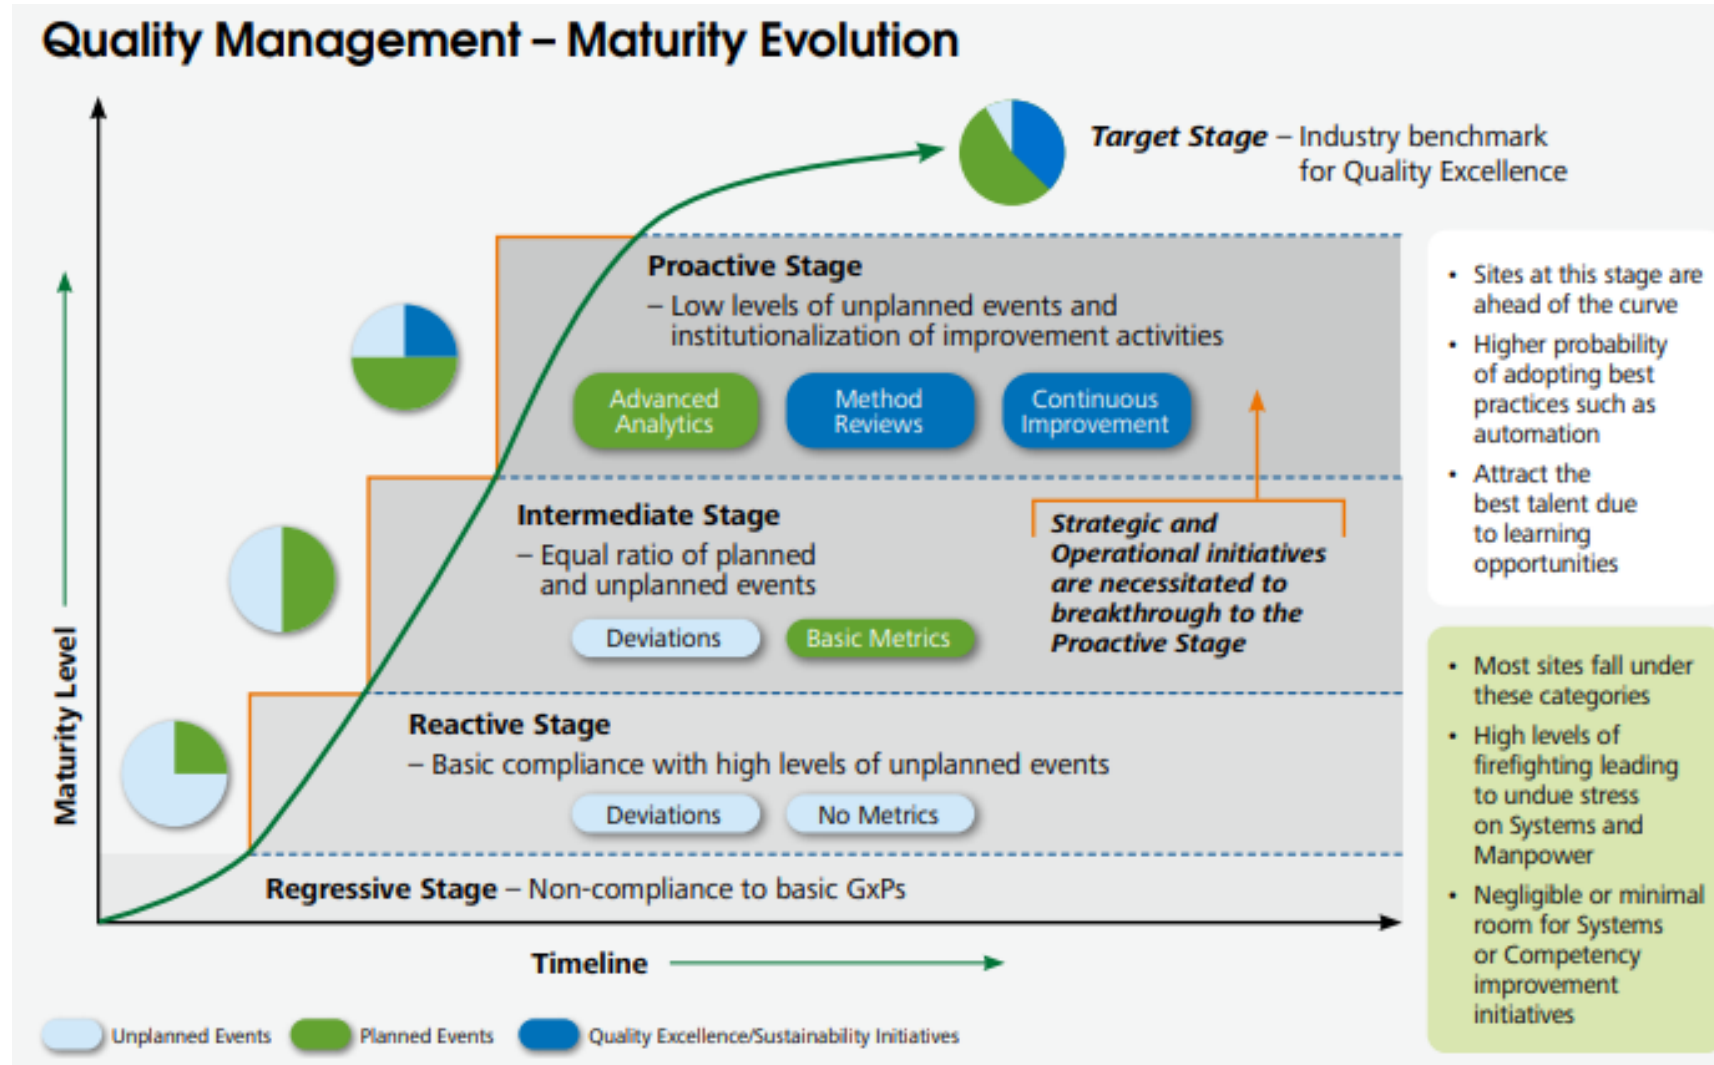 Quality Management – Maturity Evolution
Target Stage – Industry benchmark
for Quality Excellence
Proactive Stage
– Low levels of unplanned events and
institutionalization of improvement activities
Advanced
Analytics
Method
Reviews
Continuous
Improvement
Intermediate Stage
– Equal ratio of planned
and unplanned events
Deviations
Basic Metrics
Strategic and
Operational initiatives
are necessitated to
breakthrough to the
Proactive Stage
Reactive Stage
– Basic compliance with high levels of unplanned events
Deviations
No Metrics
Regressive Stage – Non-compliance to basic GxPs
Maturity Level
Timeline
• Sites at this stage are
ahead of the curve
• Higher probability
of adopting best
practices such as
automation
• Attract the
best talent due
to learning
opportunities
• Most sites fall under
these categories
• High levels of
firefighting leading
to undue stress
on Systems and
Manpower
• Negligible or minimal
room for Systems
or Competency
improvement
initiatives
Unplanned Events
Planned Events
Quality Excellence/Sustainability Initiatives